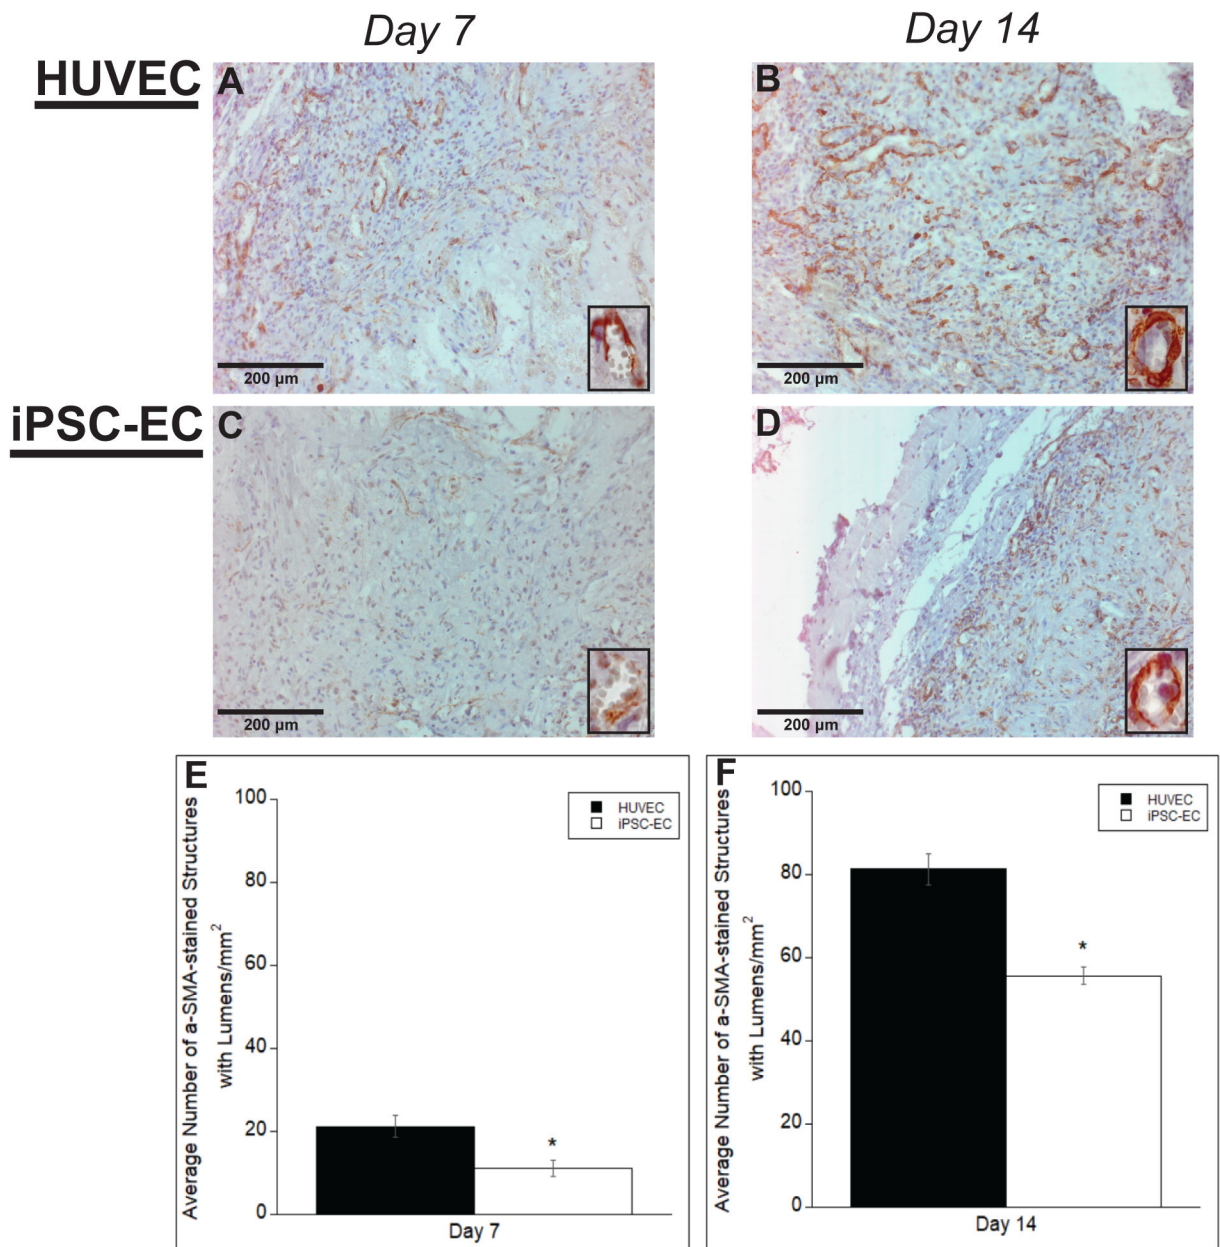 Day 7
Day 14
HUVEC
A
B
200 µm
200 µm
iPSC-EC
C
D
200 µm
200 µm
E
Average Number of a-SMA-stained Structures
with Lumens/mm²
100
80
60
40
20
0
HUVEC
iPSC-EC
*
Day 7
F
Average Number of a-SMA-stained Structures
with Lumens/mm²
100
80
60
40
20
0
HUVEC
iPSC-EC
*
Day 14